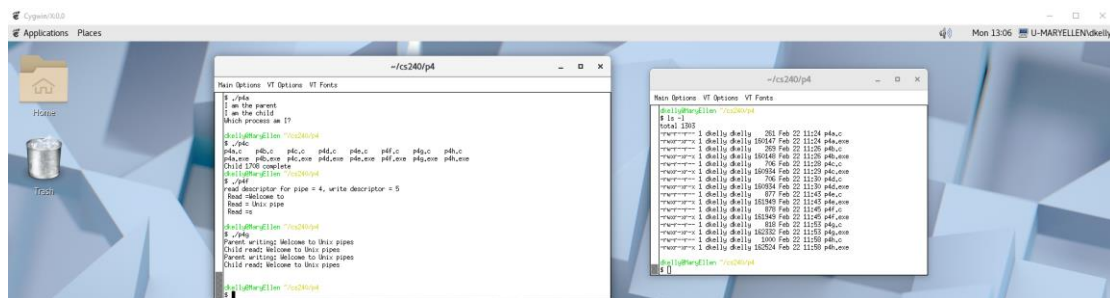 Cygwin/X:0.0
Applications Places
Mon 13:06 U-MARYELLEN\dkelly
Home
Trash
~/cs240/p4
Main Options VT Options VT Fonts
$ ./p4a
I am the parent
I am the child
Which process am I?
dkelly@MaryEllen ~/cs240/p4
$ ./p4c
p4a.c p4b.c p4c.c p4d.c p4e.c p4f.c p4g.c p4h.c
p4a.exe p4b.exe p4c.exe p4d.exe p4e.exe p4f.exe p4g.exe p4h.exe
Child 1708 complete
dkelly@MaryEllen ~/cs240/p4
$ ./p4f
read descriptor for pipe = 4, write descriptor = 5
Read =Welcome to
Read = Unix pipe
Read =s
dkelly@MaryEllen ~/cs240/p4
$ ./p4g
Parent writing: Welcome to Unix pipes
Child read: Welcome to Unix pipes
Parent writing: Welcome to Unix pipes
Child read: Welcome to Unix pipes
dkelly@MaryEllen ~/cs240/p4
$
~/cs240/p4
Main Options VT Options VT Fonts
dkelly@MaryEllen ~/cs240/p4
$ ls -l
total 1303
-rw-r--r-- 1 dkelly dkelly 261 Feb 22 11:24 p4a.c
-rwxr-xr-x 1 dkelly dkelly 160147 Feb 22 11:24 p4a.exe
-rw-r--r-- 1 dkelly dkelly 269 Feb 22 11:26 p4b.c
-rwxr-xr-x 1 dkelly dkelly 160148 Feb 22 11:26 p4b.exe
-rw-r--r-- 1 dkelly dkelly 706 Feb 22 11:28 p4c.c
-rwxr-xr-x 1 dkelly dkelly 160934 Feb 22 11:29 p4c.exe
-rw-r--r-- 1 dkelly dkelly 706 Feb 22 11:30 p4d.c
-rwxr-xr-x 1 dkelly dkelly 160934 Feb 22 11:30 p4d.exe
-rw-r--r-- 1 dkelly dkelly 877 Feb 22 11:43 p4e.c
-rwxr-xr-x 1 dkelly dkelly 161949 Feb 22 11:43 p4e.exe
-rw-r--r-- 1 dkelly dkelly 878 Feb 22 11:45 p4f.c
-rwxr-xr-x 1 dkelly dkelly 161949 Feb 22 11:45 p4f.exe
-rw-r--r-- 1 dkelly dkelly 818 Feb 22 11:53 p4g.c
-rwxr-xr-x 1 dkelly dkelly 162332 Feb 22 11:53 p4g.exe
-rw-r--r-- 1 dkelly dkelly 1000 Feb 22 11:58 p4h.c
-rwxr-xr-x 1 dkelly dkelly 162524 Feb 22 11:58 p4h.exe
dkelly@MaryEllen ~/cs240/p4
$